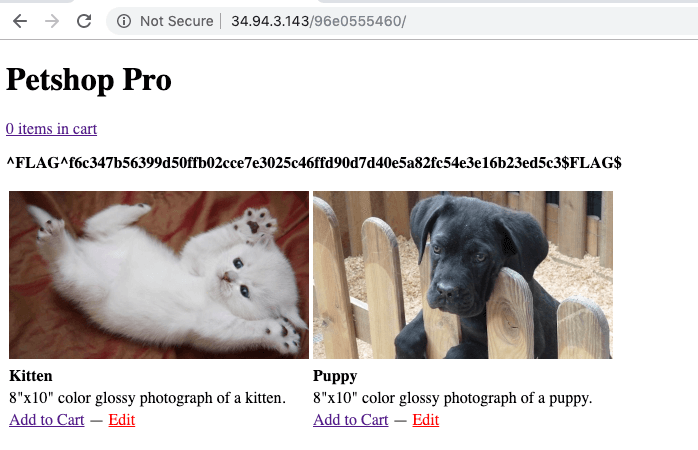 Not Secure | 34.94.3.143/96e0555460/
Petshop Pro
0 items in cart
^FLAG^f6c347b56399d50ffb02cce7e3025c46ffd90d7d40e5a82fc54e3e16b23ed5c3$FLAG$
Kitten
8"x10" color glossy photograph of a kitten.
Add to Cart — Edit
Puppy
8"x10" color glossy photograph of a puppy.
Add to Cart — Edit